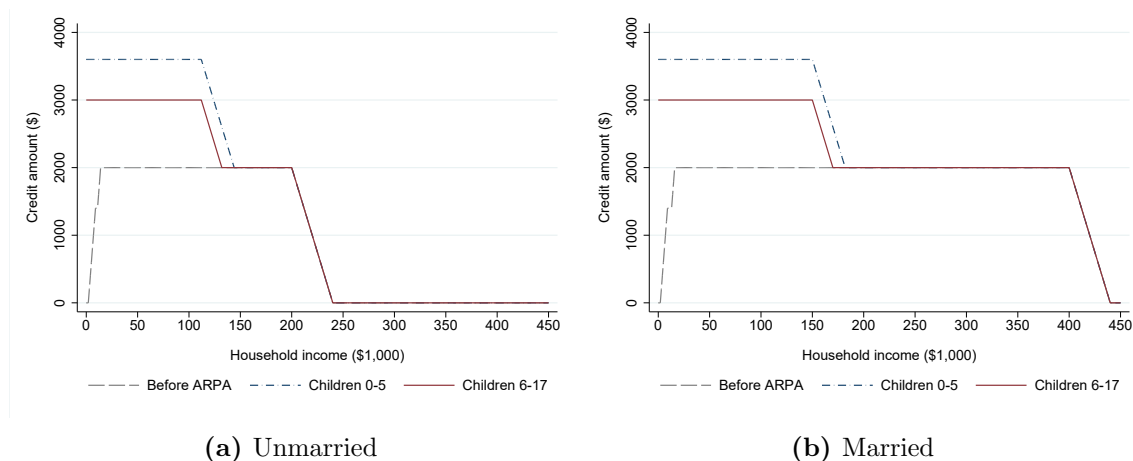 4000
3000
2000
1000
0
Credit amount ($)
0 50 100 150 200 250 300 350 400 450
Household income ($1,000)
Before ARPA Children 0-5 Children 6-17
(a) Unmarried
4000
3000
2000
1000
0
Credit amount ($)
0 50 100 150 200 250 300 350 400 450
Household income ($1,000)
Before ARPA Children 0-5 Children 6-17
(b) Married